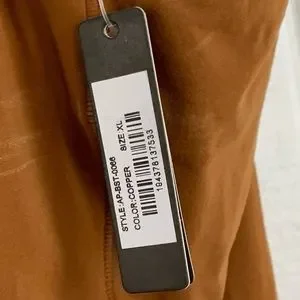 STYLE:AP-BST-0066
SIZE:XL
COLOR:COPPER
194378137533